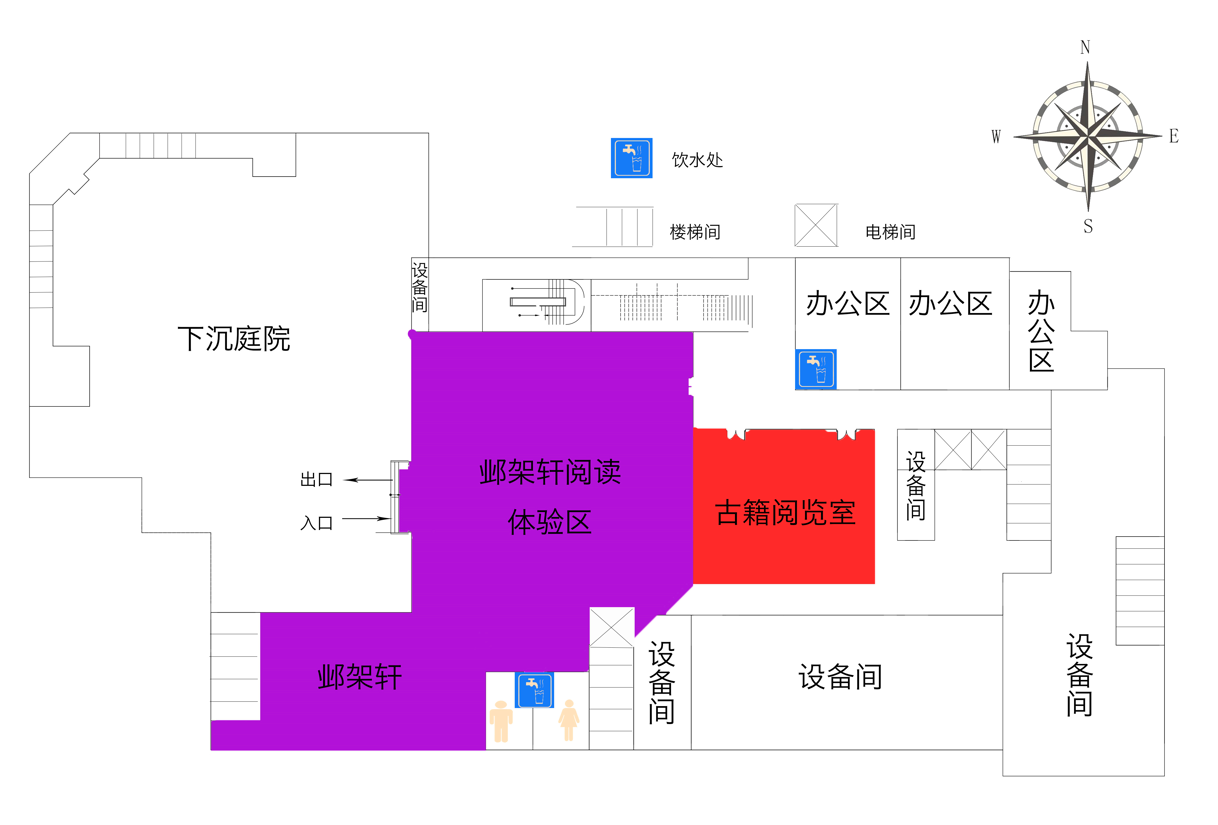 N
W
E
S
饮水处
楼梯间
电梯间
设备间
办公区
办公区
办公区
下沉庭院
出口
入口
邺架轩阅读
体验区
古籍阅览室
设备间
邺架轩
设备间
设备间
设备间